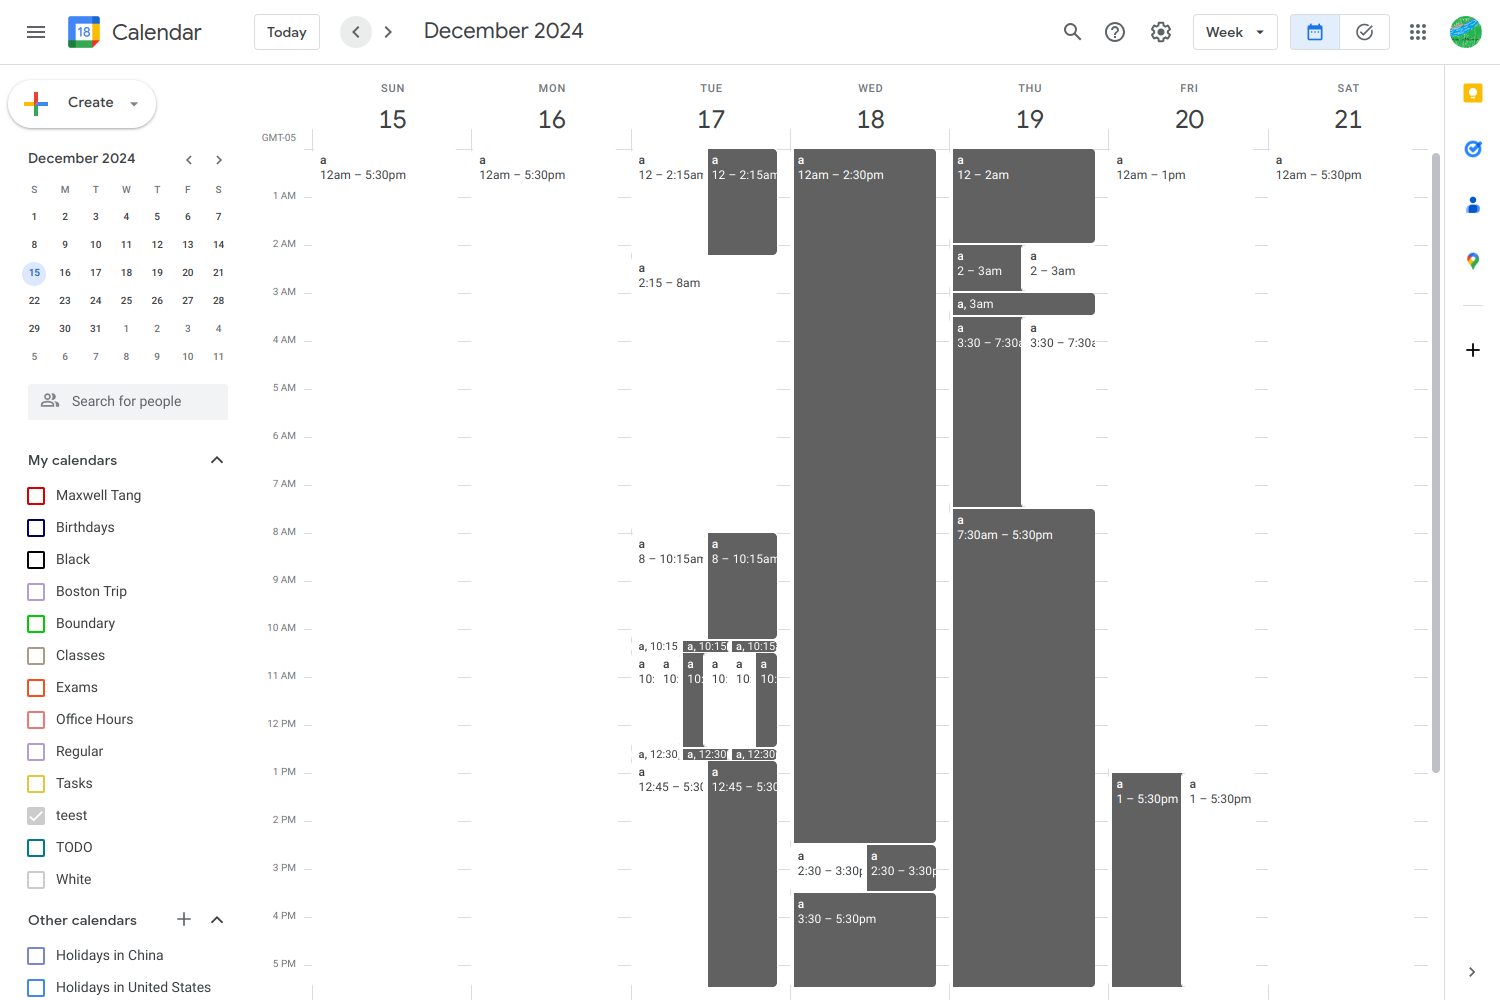 18 Calendar Today December 2024 Week
Create
SUN MON TUE WED THU FRI SAT
15 16 17 18 19 20 21
GMT-05
December 2024
S M T W T F S
1 2 3 4 5 6 7
8 9 10 11 12 13 14
15 16 17 18 19 20 21
22 23 24 25 26 27 28
29 30 31 1 2 3 4
5 6 7 8 9 10 11
Search for people
My calendars
Maxwell Tang
Birthdays
Black
Boston Trip
Boundary
Classes
Exams
Office Hours
Regular
Tasks
teest
TODO
White
Other calendars
Holidays in China
Holidays in United States
1 AM
2 AM
3 AM
4 AM
5 AM
6 AM
7 AM
8 AM
9 AM
10 AM
11 AM
12 PM
1 PM
2 PM
3 PM
4 PM
5 PM
a
12am – 5:30pm
a
12am – 5:30pm
a
12 – 2:15am
a
12 – 2:15am
a
2:15 – 8am
a
8 – 10:15am
a
8 – 10:15am
a, 10:15
a, 10:15
a, 10:15
a
10:
a
10:
a
10:
a
10:
a
10:
a
10:
a, 12:30
a, 12:30
a, 12:30
a
12:45 – 5:30
a
12:45 – 5:30
a
12am – 2:30pm
a
2:30 – 3:30p
a
2:30 – 3:30p
a
3:30 – 5:30pm
a
12 – 2am
a
2 – 3am
a
2 – 3am
a, 3am
a
3:30 – 7:30a
a
3:30 – 7:30a
a
7:30am – 5:30pm
a
12am – 1pm
a
1 – 5:30pm
a
1 – 5:30pm
a
12am – 5:30pm